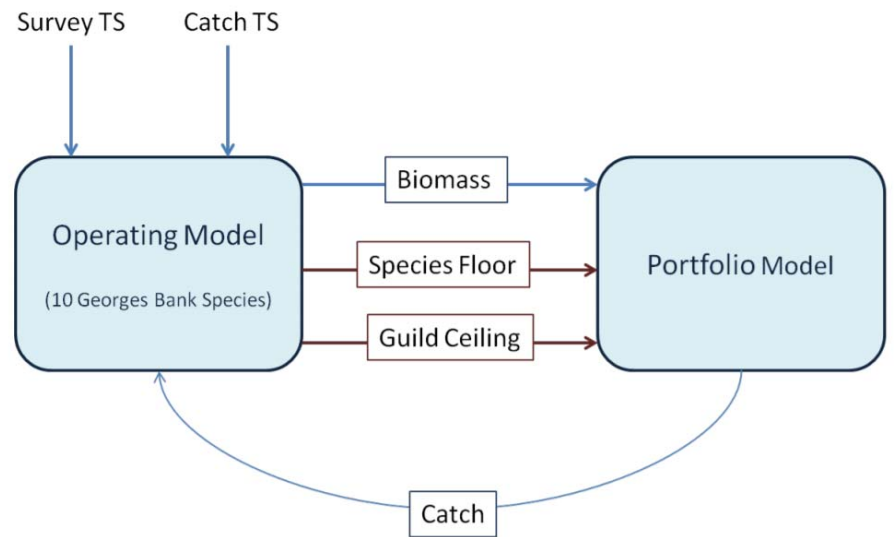 Survey TS
Catch TS
Biomass
Operating Model
Species Floor
Portfolio Model
(10 Georges Bank Species)
Guild Ceiling
Catch